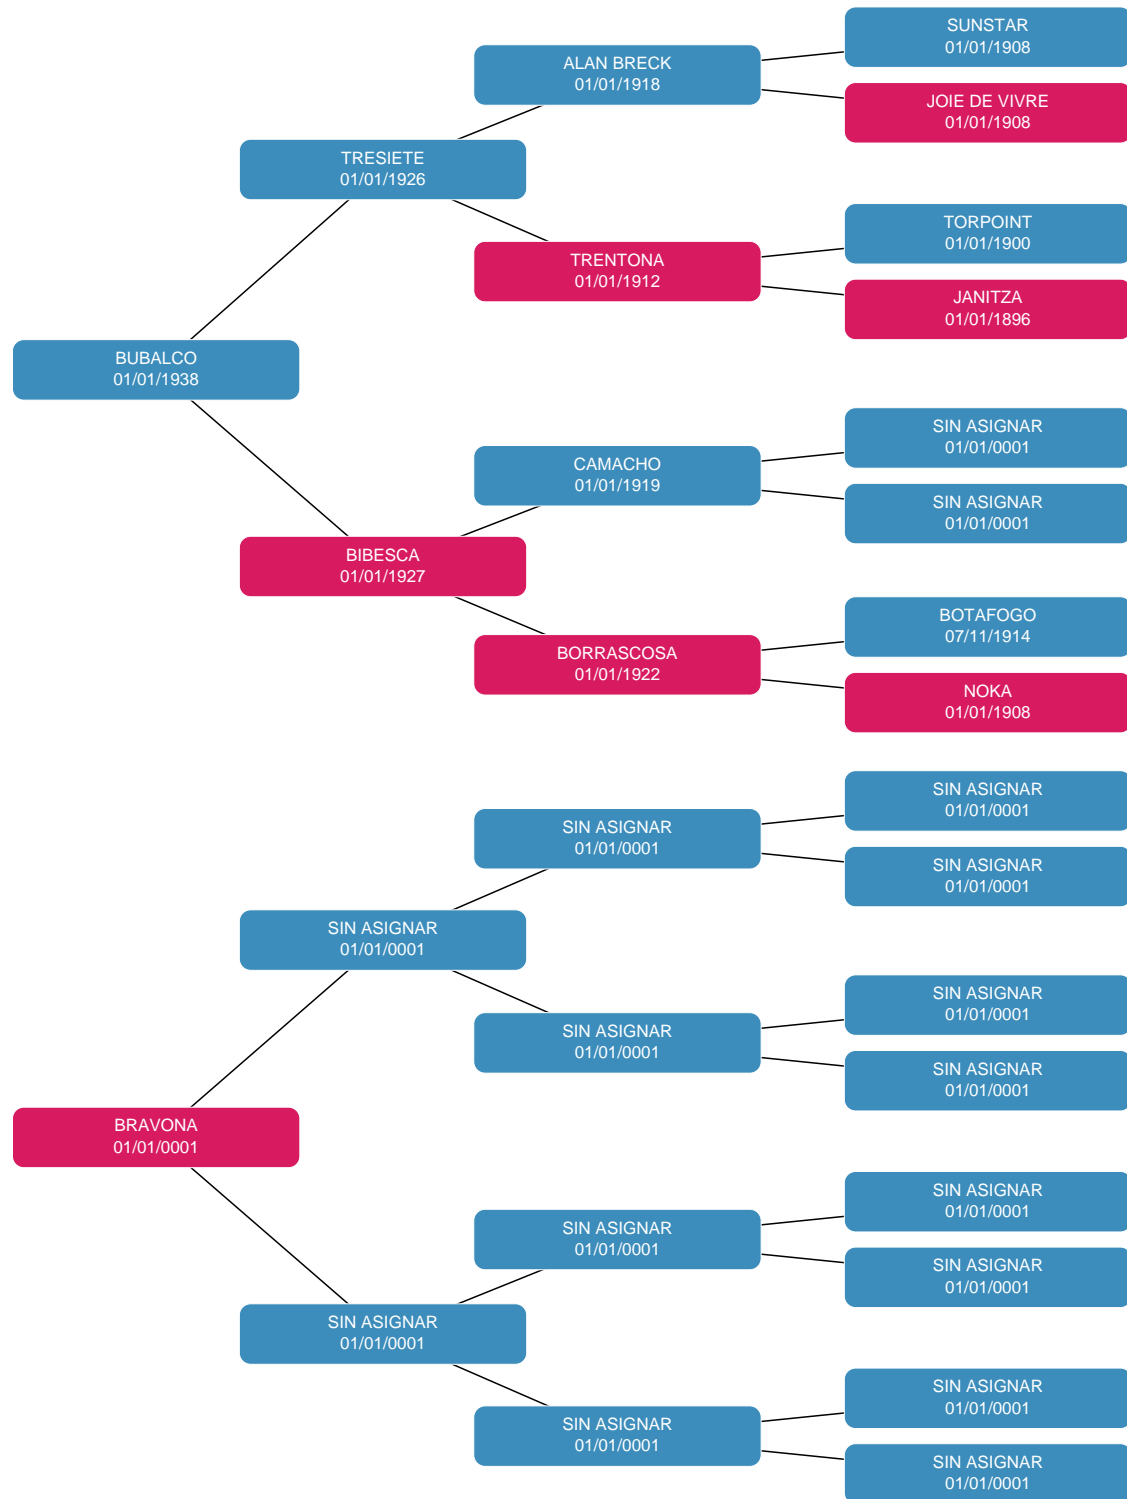 SUNSTAR
01/01/1908
ALAN BRECK
01/01/1918
JOIE DE VIVRE
01/01/1908
TRESIETE
01/01/1926
TORPOINT
01/01/1900
TRENTONA
01/01/1912
JANITZA
01/01/1896
BUBALCO
01/01/1938
SIN ASIGNAR
01/01/0001
CAMACHO
01/01/1919
SIN ASIGNAR
01/01/0001
BIBESCA
01/01/1927
BOTAFOGO
07/11/1914
BORRASCOSA
01/01/1922
NOKA
01/01/1908
SIN ASIGNAR
01/01/0001
SIN ASIGNAR
01/01/0001
SIN ASIGNAR
01/01/0001
SIN ASIGNAR
01/01/0001
SIN ASIGNAR
01/01/0001
SIN ASIGNAR
01/01/0001
SIN ASIGNAR
01/01/0001
BRAVONA
01/01/0001
SIN ASIGNAR
01/01/0001
SIN ASIGNAR
01/01/0001
SIN ASIGNAR
01/01/0001
SIN ASIGNAR
01/01/0001
SIN ASIGNAR
01/01/0001
SIN ASIGNAR
01/01/0001
SIN ASIGNAR
01/01/0001